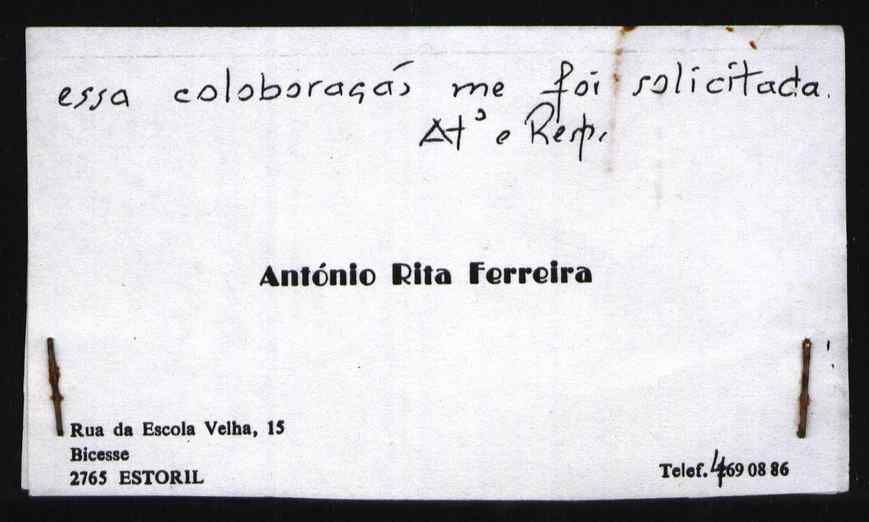 essa coloboraçáo me foi solicitada.
Atº e Resp.
António Rita Ferreira
Rua da Escola Velha, 15
Bicesse
2765 ESTORIL
Telef. 469 08 86